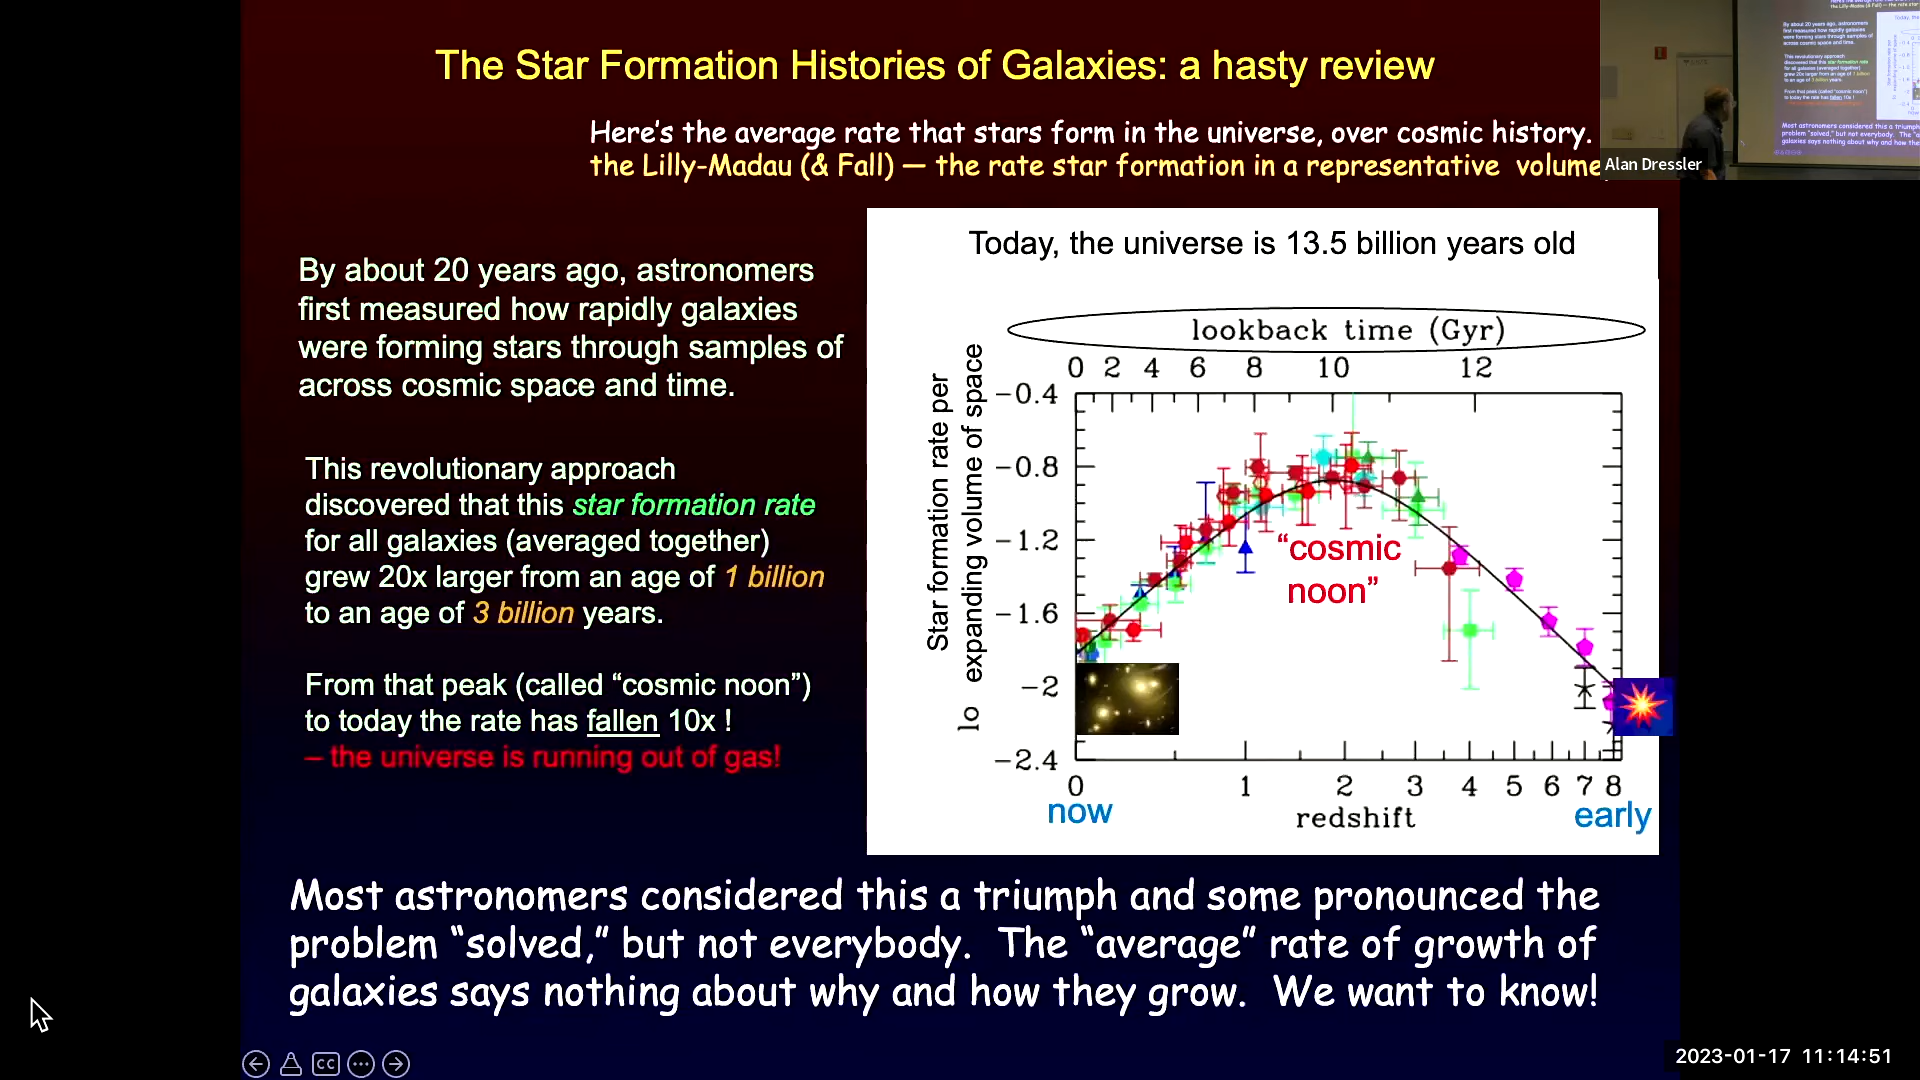 The Star Formation Histories of Galaxies: a hasty review
Here's the average rate that stars form in the universe, over cosmic history.
the Lilly-Madau (& Fall) — the rate star formation in a representative volume
Alan Dressler
By about 20 years ago, astronomers
first measured how rapidly galaxies
were forming stars through samples of
across cosmic space and time.
This revolutionary approach
discovered that this star formation rate
for all galaxies (averaged together)
grew 20x larger from an age of 1 billion
to an age of 3 billion years.
From that peak (called “cosmic noon”)
to today the rate has fallen 10x !
– the universe is running out of gas!
Today, the universe is 13.5 billion years old
lookback time (Gyr)
0 2 4 6 8 10 12
Star formation rate per
lo expanding volume of space
−0.4
−0.8
−1.2
−1.6
−2
−2.4
“cosmic
noon”
0 1 2 3 4 5 6 7 8
now
redshift
early
Most astronomers considered this a triumph and some pronounced the
problem “solved,” but not everybody. The “average” rate of growth of
galaxies says nothing about why and how they grow. We want to know!
CC
2023-01-17 11:14:51